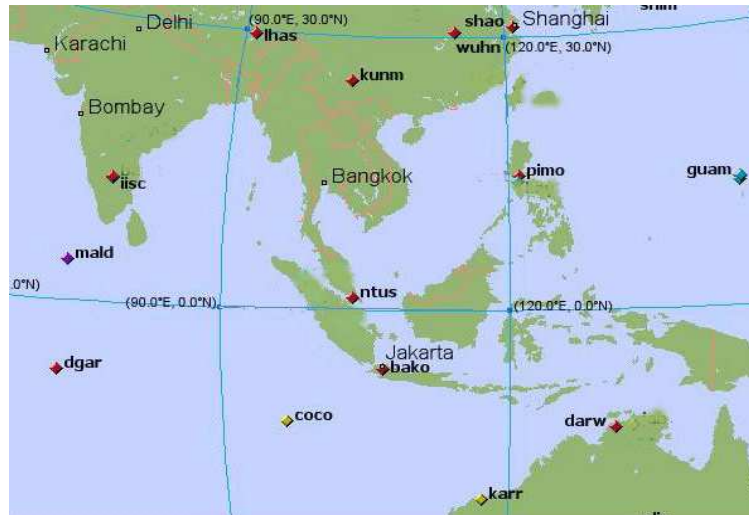 shao
Shanghai
Delhi
(90.0°E, 30.0°N)
lhas
wuhn
(120.0°E, 30.0°N)
Karachi
kunm
Bombay
iisc
Bangkok
pimo
guam
mald
.0°N)
(90.0°E, 0.0°N)
ntus
(120.0°E, 0.0°N)
Jakarta
dgar
bako
coco
darw
karr